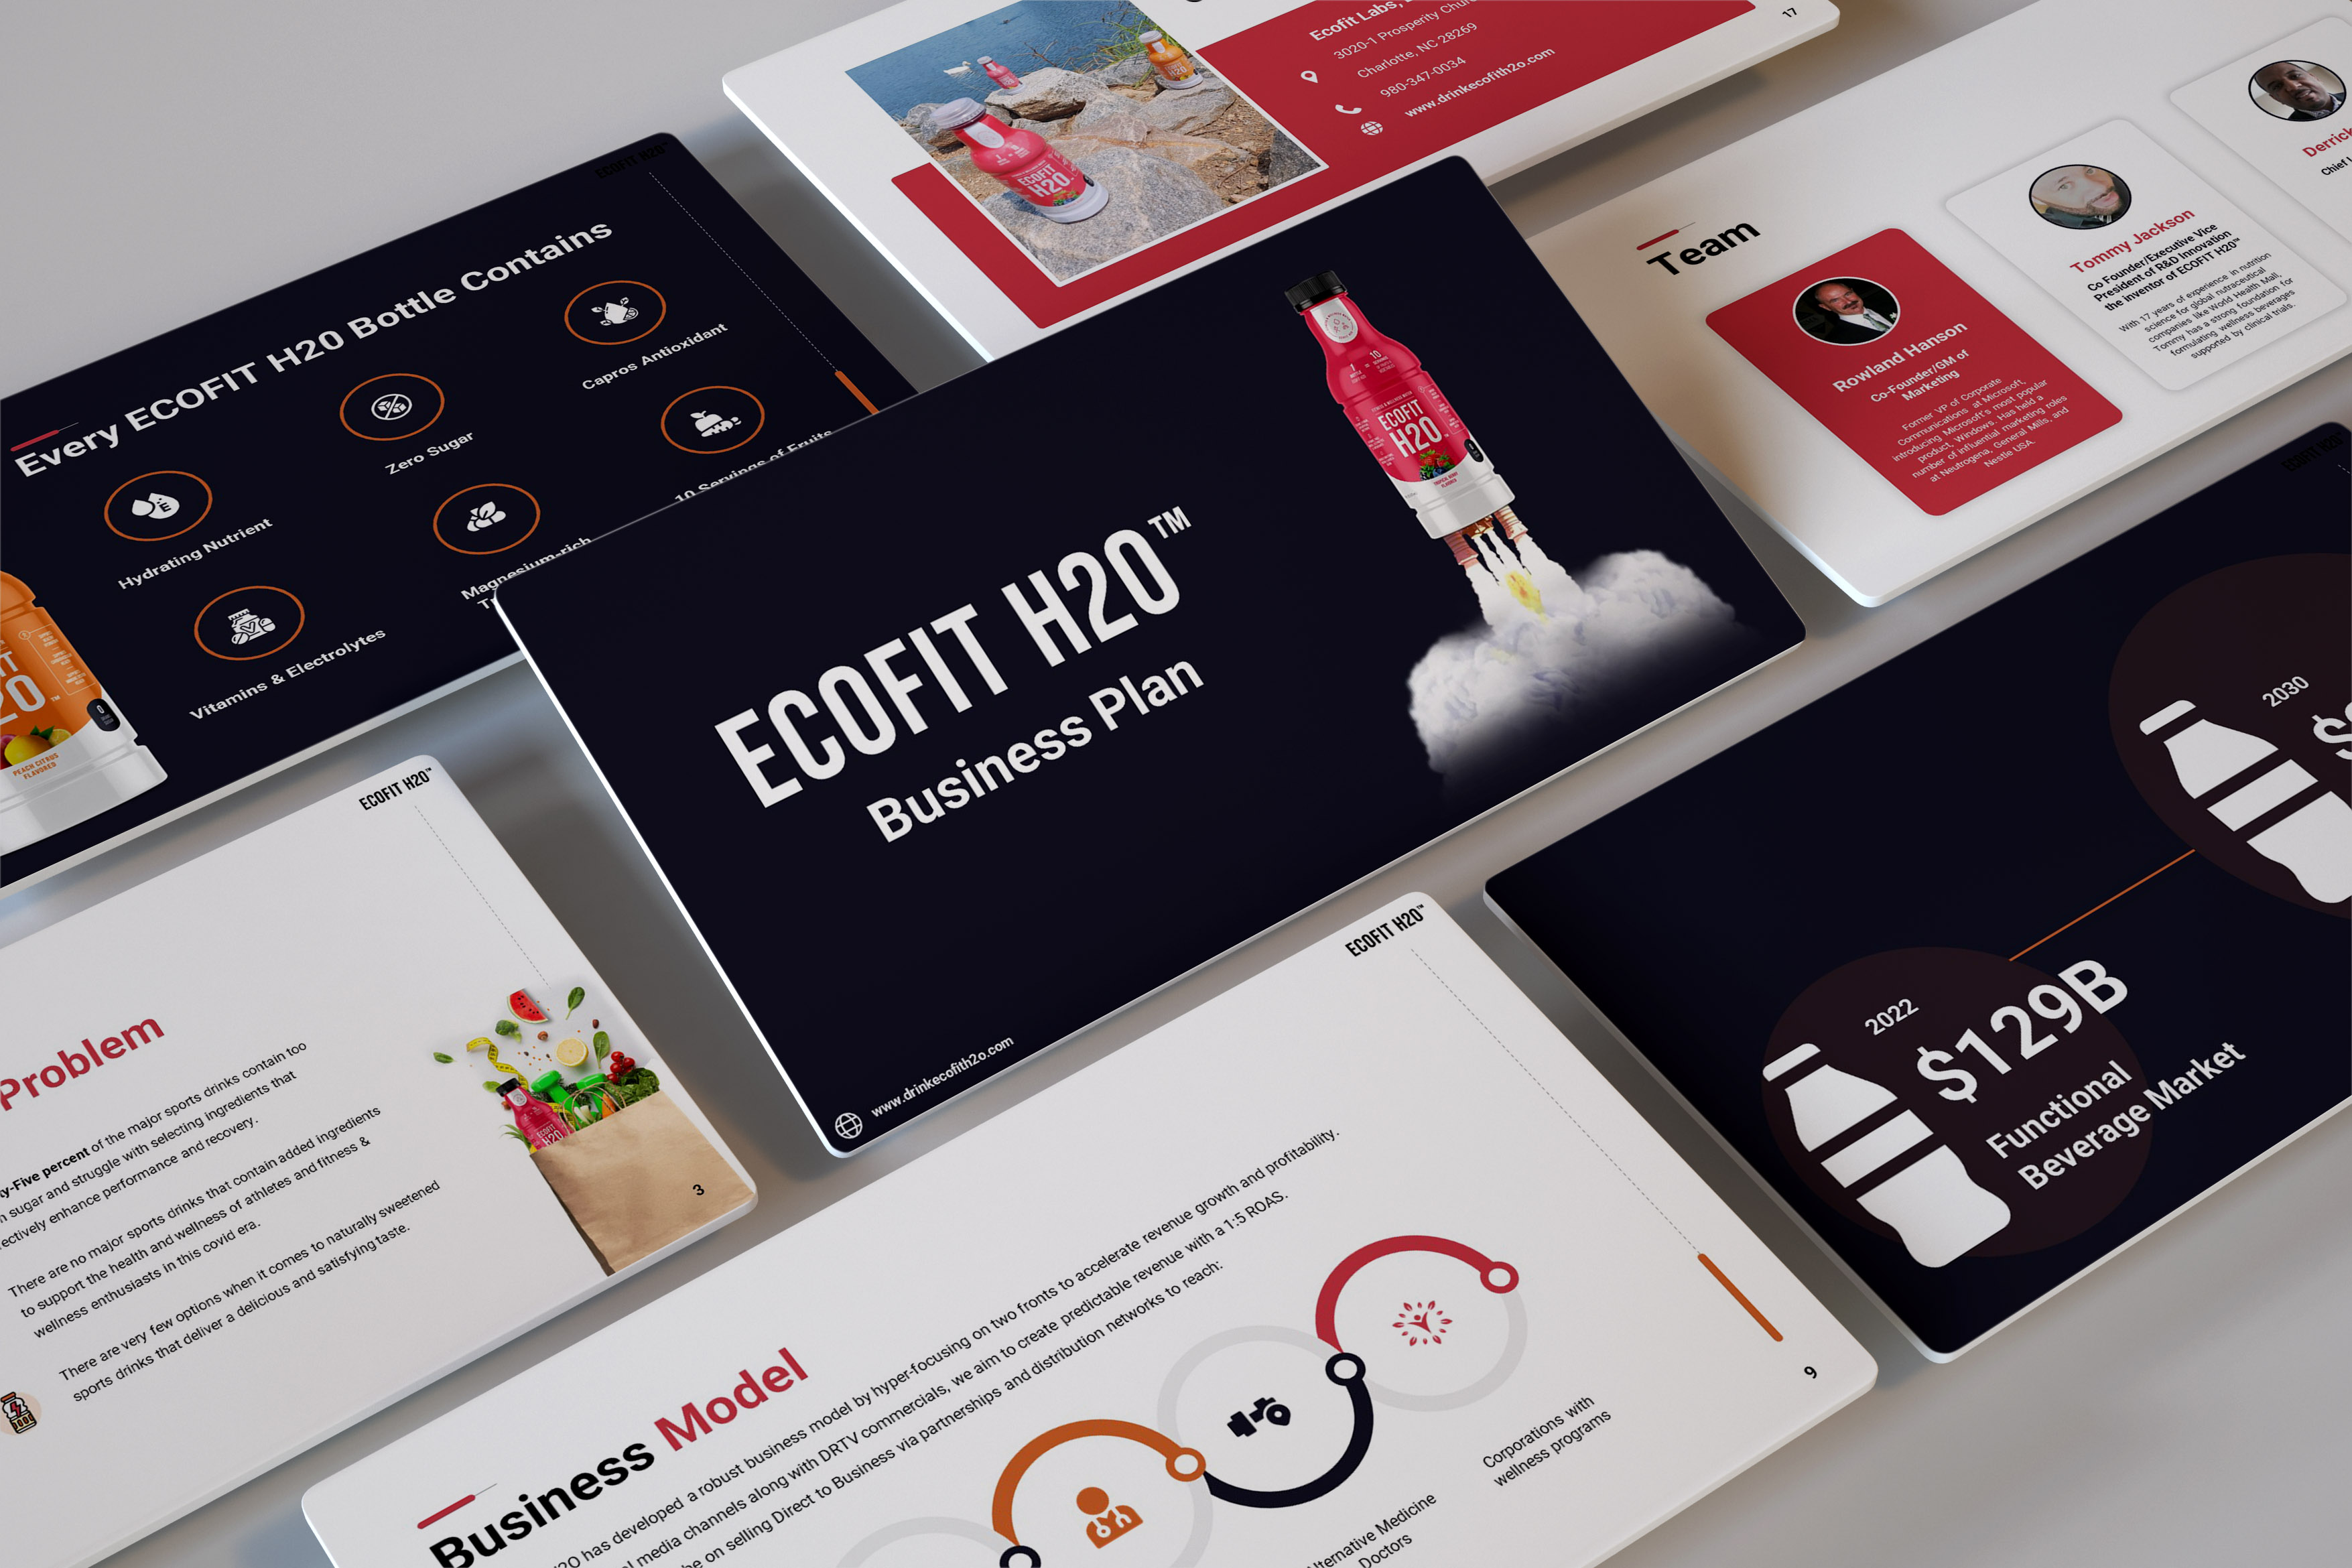 Ecofit Labs,
3020-1 Prosperity Chur
Charlotte, NC 28269
980-347-0034
www.drinkecofith2o.com
17
ECOFIT
H2O
ECOFIT H20™
Every ECOFIT H20 Bottle Contains
Capros Antioxidant
Zero Sugar
10 Servings of Fruits
Hydrating Nutrient
Magnesium-rich
Vitamins & Electrolytes
PEACH CITRUS
FLAVORED
Team
Rowland Hanson
Co-Founder/GM of
Marketing
Former VP of Corporate
Communications at Microsoft,
introducing Microsoft's most popular
product, Windows. Has held a
number of influential marketing roles
at Neutrogena, General Mills, and
Nestle USA.
Tommy Jackson
Co Founder/Executive Vice
President of R&D Innovation
the inventor of ECOFIT H20™
With 17 years of experience in nutrition
science for global nutraceutical
companies like World Health Mall,
Tommy has a strong foundation for
formulating wellness beverages
supported by clinical trials.
Derrick
Chief
ECOFIT H20™
Business Plan
www.drinkecofith2o.com
ECOFIT
H20
ECOFIT H20™
Problem
y-Five percent of the major sports drinks contain too
sugar and struggle with selecting ingredients that
ectively enhance performance and recovery.
There are no major sports drinks that contain added ingredients
to support the health and wellness of athletes and fitness &
wellness enthusiasts in this covid era.
There are very few options when it comes to naturally sweetened
sports drinks that deliver a delicious and satisfying taste.
3
ECOFIT H20™
Business Model
H2O has developed a robust business model by hyper-focusing on two fronts to accelerate revenue growth and profitability.
media channels along with DRTV commercials, we aim to create predictable revenue with a 1:5 ROAS.
be on selling Direct to Business via partnerships and distribution networks to reach:
lternative Medicine
Doctors
Corporations with
wellness programs
9
2022
$129B
Functional
Beverage Market
2030
$